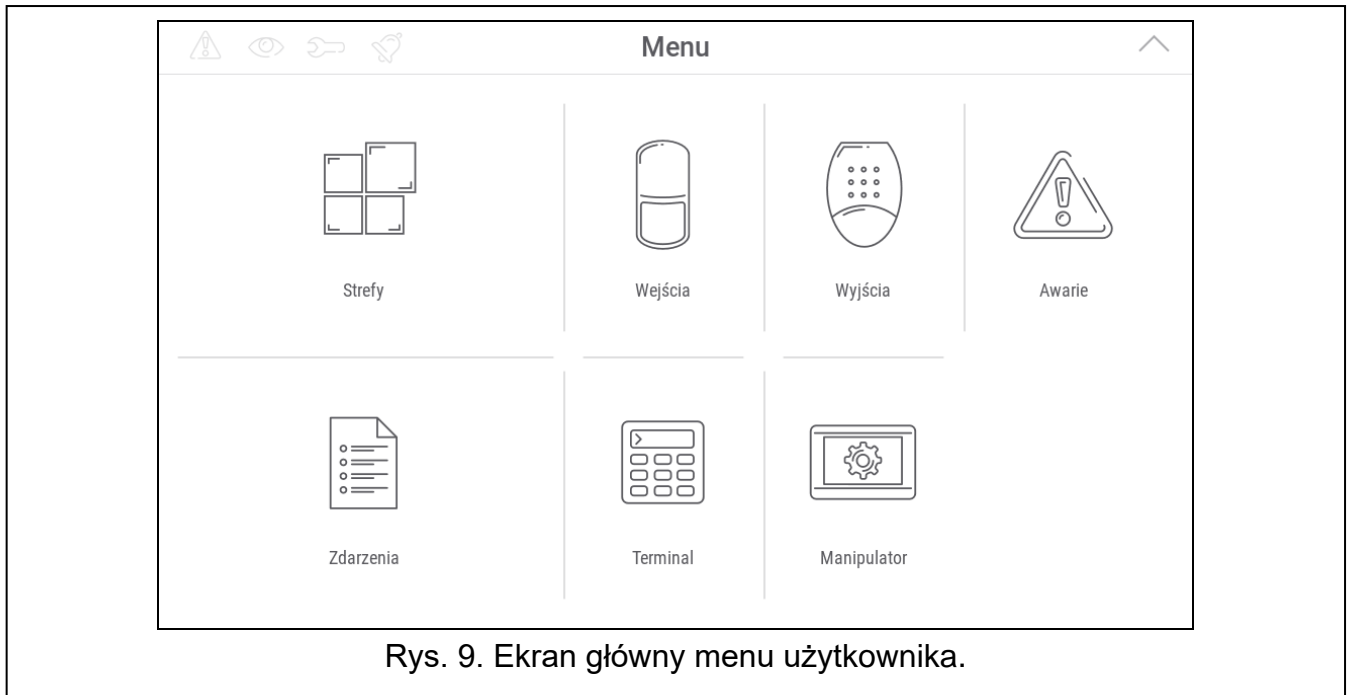 Menu
Strefy
Wejścia
Wyjścia
Awarie
Zdarzenia
Terminal
Manipulator
Rys. 9. Ekran główny menu użytkownika.